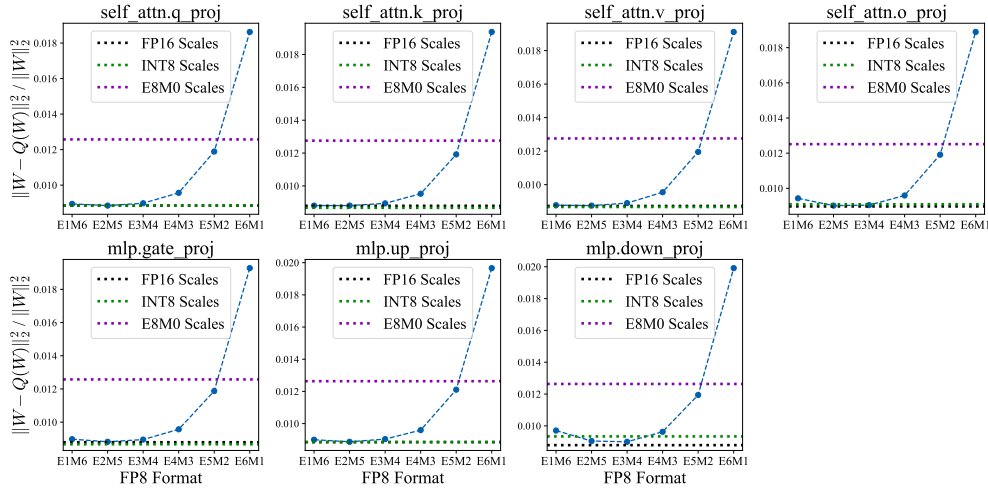 self_attn.q_proj
‖W − Q(W)‖₂² / ‖W‖₂²
0.018
0.016
0.014
0.012
0.010
FP16 Scales
INT8 Scales
E8M0 Scales
E1M6 E2M5 E3M4 E4M3 E5M2 E6M1
self_attn.k_proj
0.018
0.016
0.014
0.012
0.010
FP16 Scales
INT8 Scales
E8M0 Scales
E1M6 E2M5 E3M4 E4M3 E5M2 E6M1
self_attn.v_proj
0.018
0.016
0.014
0.012
0.010
FP16 Scales
INT8 Scales
E8M0 Scales
E1M6 E2M5 E3M4 E4M3 E5M2 E6M1
self_attn.o_proj
0.018
0.016
0.014
0.012
0.010
FP16 Scales
INT8 Scales
E8M0 Scales
E1M6 E2M5 E3M4 E4M3 E5M2 E6M1
mlp.gate_proj
‖W − Q(W)‖₂² / ‖W‖₂²
0.018
0.016
0.014
0.012
0.010
FP16 Scales
INT8 Scales
E8M0 Scales
E1M6 E2M5 E3M4 E4M3 E5M2 E6M1
FP8 Format
mlp.up_proj
0.020
0.018
0.016
0.014
0.012
0.010
FP16 Scales
INT8 Scales
E8M0 Scales
E1M6 E2M5 E3M4 E4M3 E5M2 E6M1
FP8 Format
mlp.down_proj
0.020
0.018
0.016
0.014
0.012
0.010
FP16 Scales
INT8 Scales
E8M0 Scales
E1M6 E2M5 E3M4 E4M3 E5M2 E6M1
FP8 Format